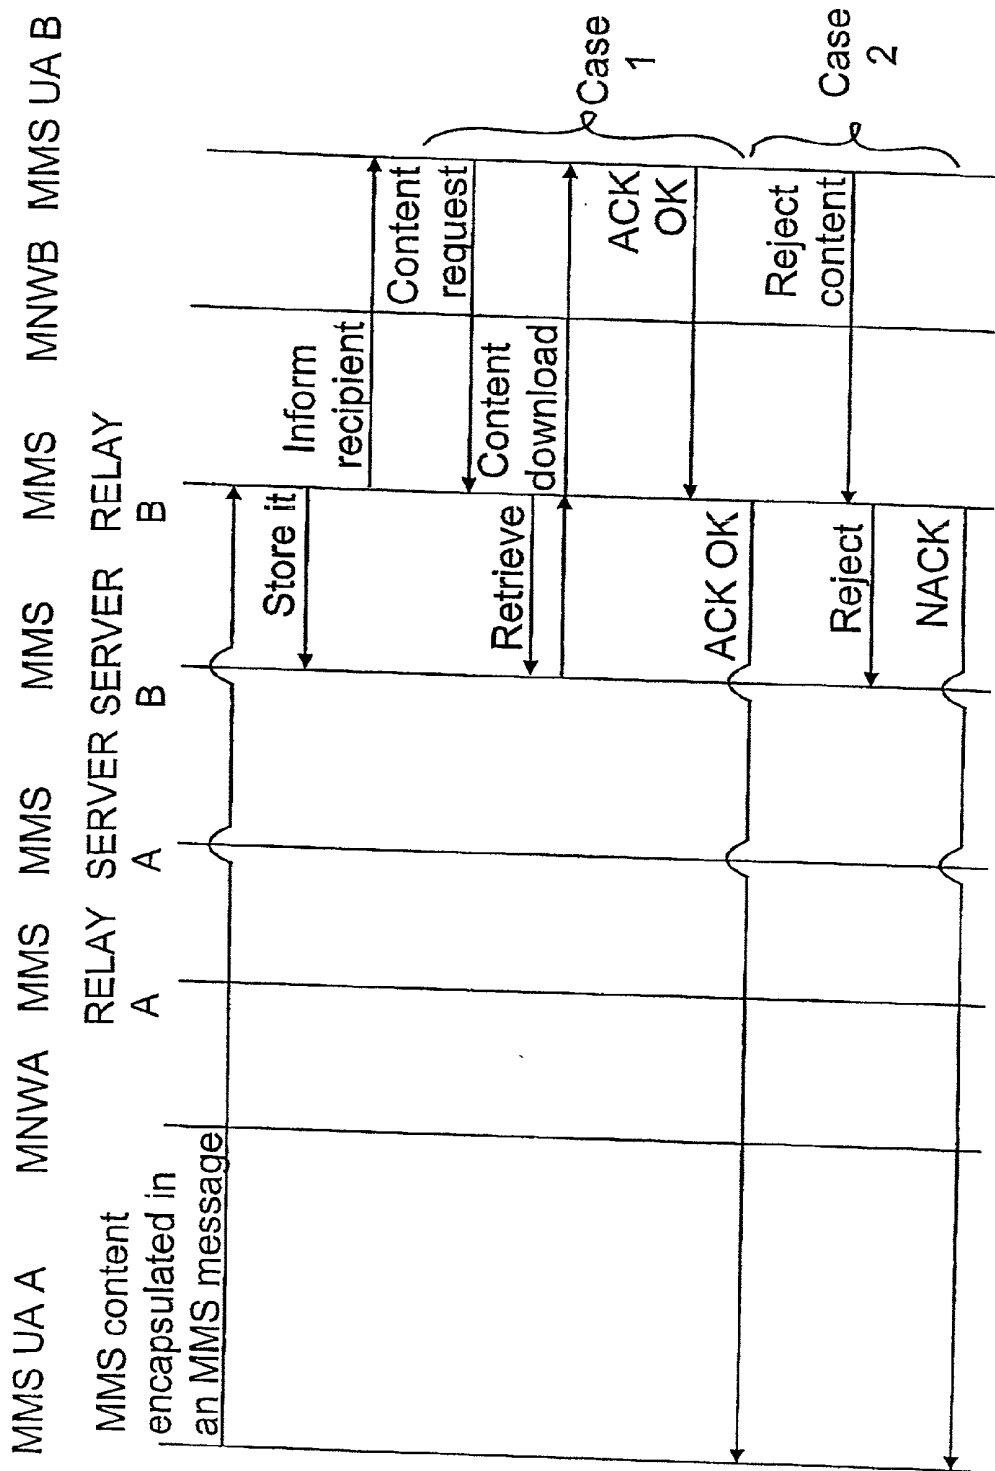 MMS UA A MNWA MMS MMS MMS MMS MNWB MMS UA B
RELAY SERVER SERVER RELAY
A A B B
MMS content
encapsulated in
an MMS message
Store it
Inform
recipient
Content
request
Retrieve
Content
download
ACK
OK
ACK OK
Case
1
Reject
content
Reject
NACK
Case
2